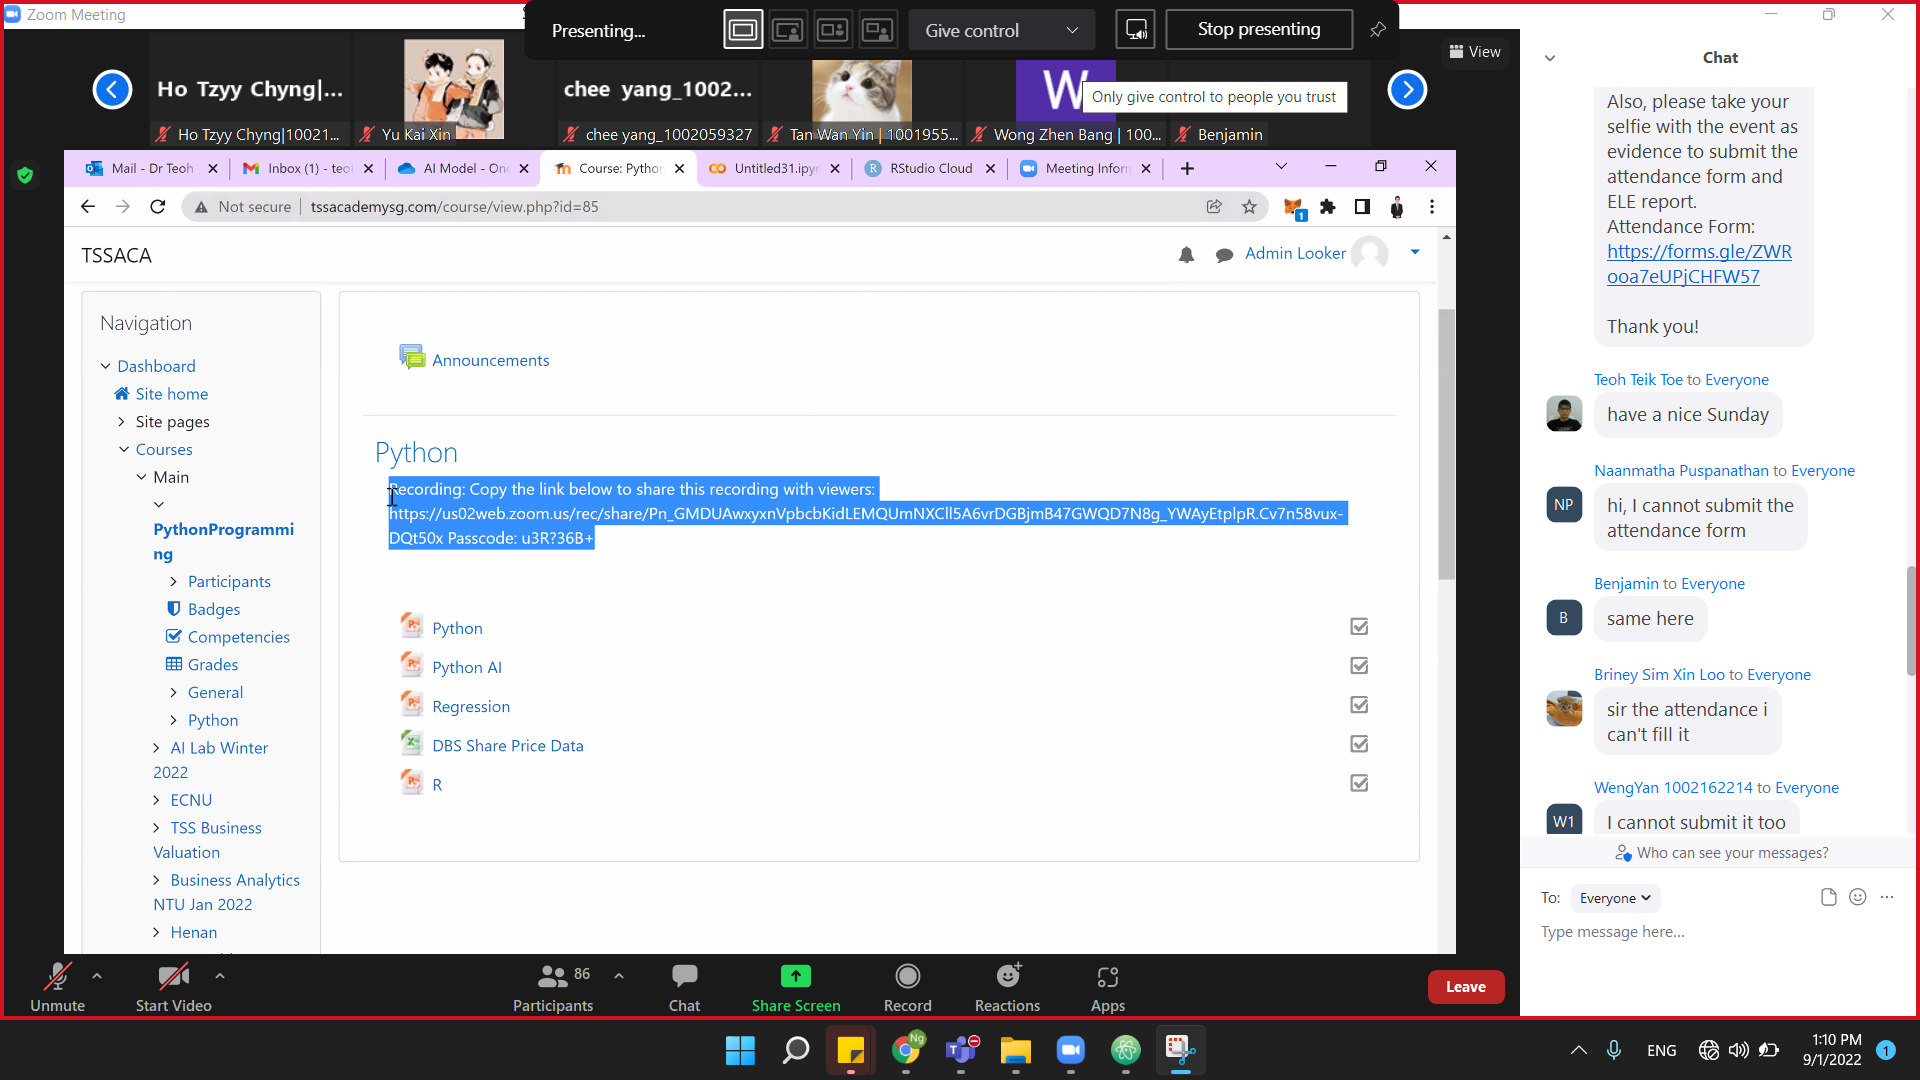 Zoom Meeting
Presenting...
Give control
Stop presenting
View
Only give control to people you trust
Ho Tzyy Chyng|...
chee yang_1002...
W
Ho Tzyy Chyng|10021...
Yu Kai Xin
chee yang_1002059327
Tan Wan Yin | 1001955...
Wong Zhen Bang | 100...
Benjamin
Mail - Dr Teoh
Inbox (1) - teo
AI Model - On
Course: Python
Untitled31.ipyn
RStudio Cloud
Meeting Inform
Not secure
tssacademysg.com/course/view.php?id=85
1
TSSACA
Admin Looker
Navigation
Dashboard
Site home
Site pages
Courses
Main
PythonProgrammi
ng
Participants
Badges
Competencies
Grades
General
Python
AI Lab Winter
2022
ECNU
TSS Business
Valuation
Business Analytics
NTU Jan 2022
Henan
Announcements
Python
Recording: Copy the link below to share this recording with viewers:
https://us02web.zoom.us/rec/share/Pn_GMDUAwxyxnVpbcbKidLEMQUmNXCll5A6vrDGBjmB47GWQD7N8g_YWAyEtplpR.Cv7n58vux-
DQt50x Passcode: u3R?36B+
Python
Python AI
Regression
DBS Share Price Data
R
Chat
Also, please take your
selfie with the event as
evidence to submit the
attendance form and
ELE report.
Attendance Form:
https://forms.gle/ZWR
ooa7eUPjCHFW57
Thank you!
Teoh Teik Toe to Everyone
have a nice Sunday
Naanmatha Puspanathan to Everyone
NP
hi, I cannot submit the
attendance form
Benjamin to Everyone
B
same here
Briney Sim Xin Loo to Everyone
sir the attendance i
can't fill it
WengYan 1002162214 to Everyone
W1
I cannot submit it too
Who can see your messages?
To:
Everyone
Type message here...
Unmute
Start Video
86
Participants
Chat
Share Screen
Record
Reactions
Apps
Leave
Ng
ENG
1:10 PM
9/1/2022
1